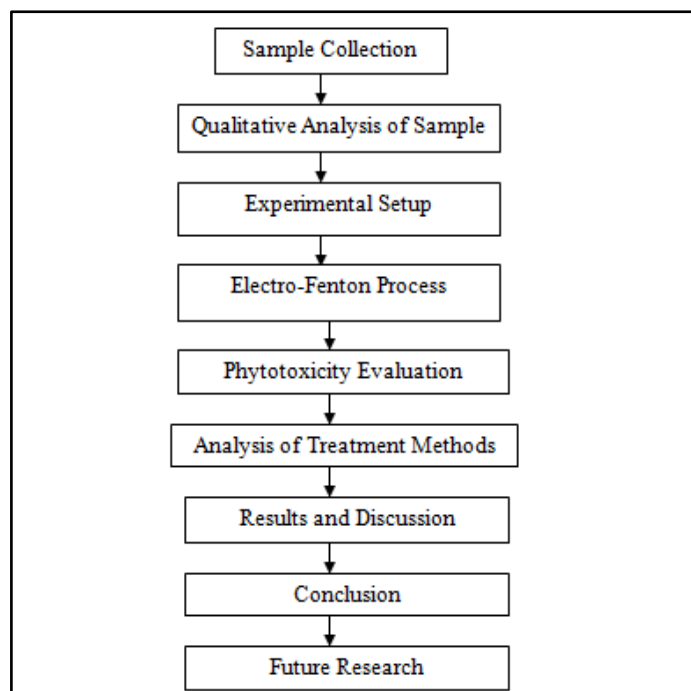 Sample Collection
Qualitative Analysis of Sample
Experimental Setup
Electro-Fenton Process
Phytotoxicity Evaluation
Analysis of Treatment Methods
Results and Discussion
Conclusion
Future Research